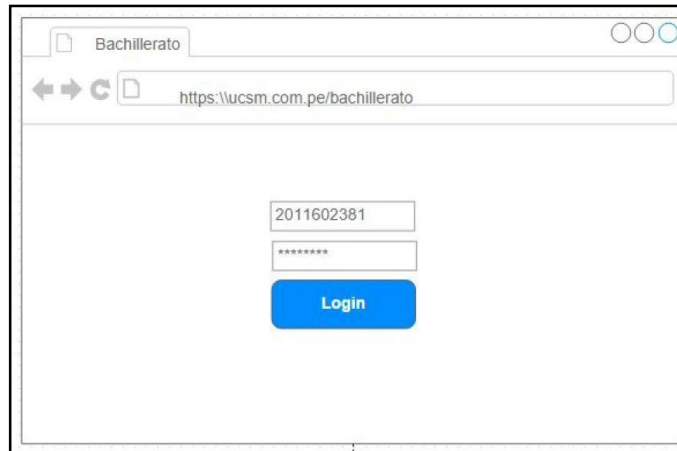 Bachillerato
https:\\ucsm.com.pe/bachillerato
2011602381
********
Login